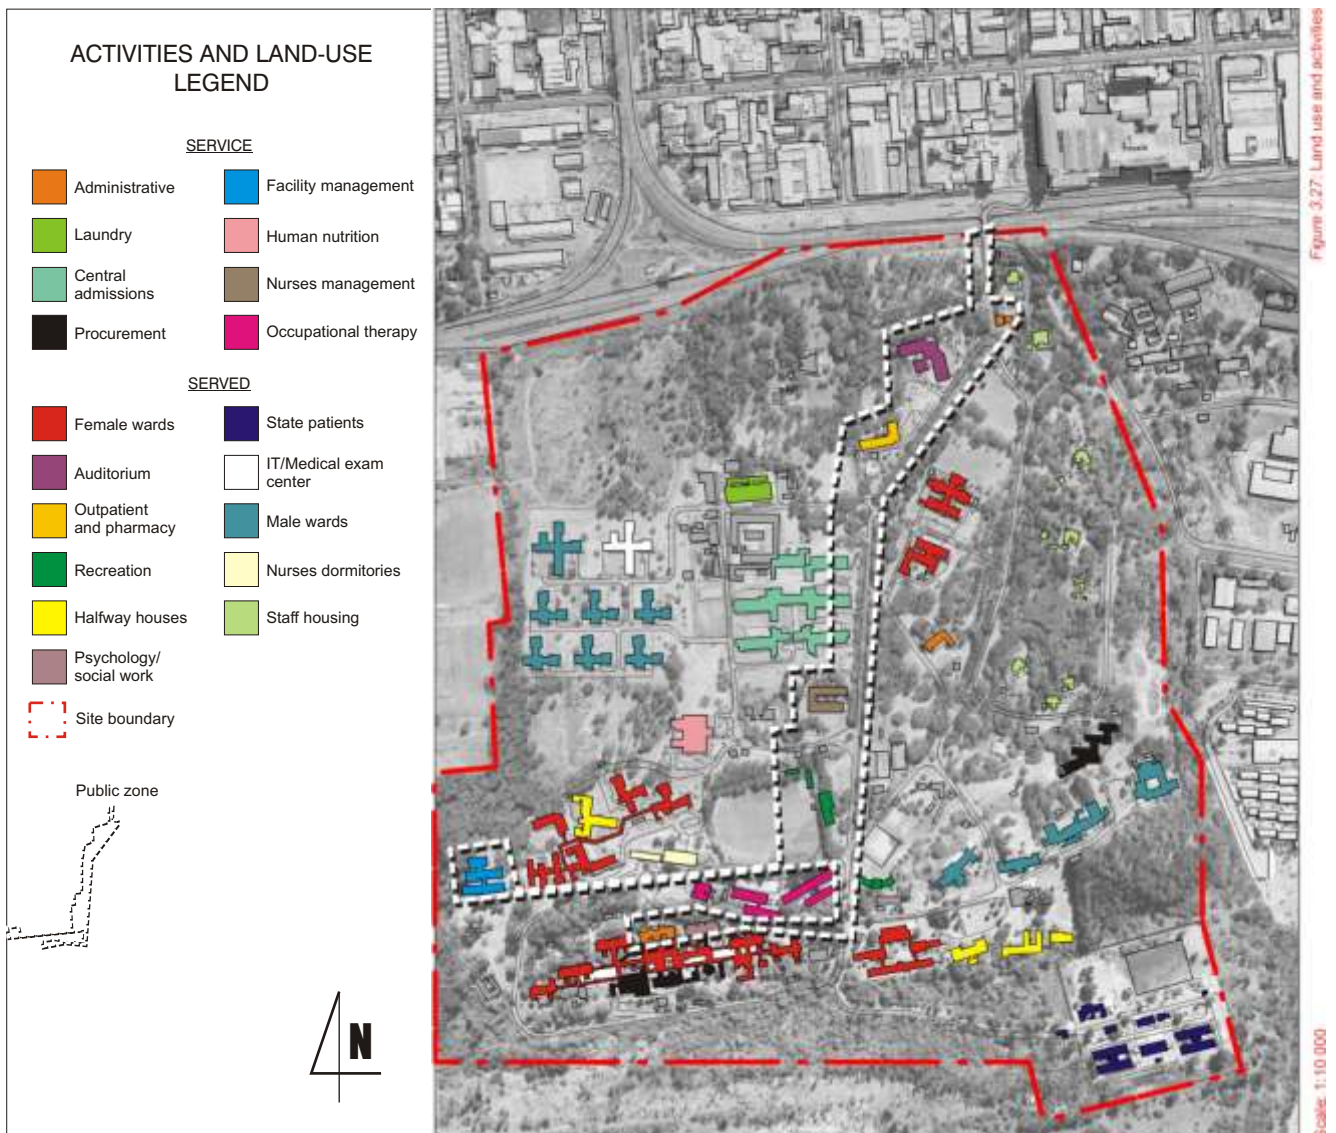 ACTIVITIES AND LAND-USE
LEGEND
SERVICE
Administrative
Facility management
Laundry
Human nutrition
Central
admissions
Nurses management
Procurement
Occupational therapy
SERVED
Female wards
State patients
Auditorium
IT/Medical exam
center
Outpatient
and pharmacy
Male wards
Recreation
Nurses dormitories
Halfway houses
Staff housing
Psychology/
social work
Site boundary
Public zone
N
Figure 3.27: Land use and activities
Scale: 1:10 000